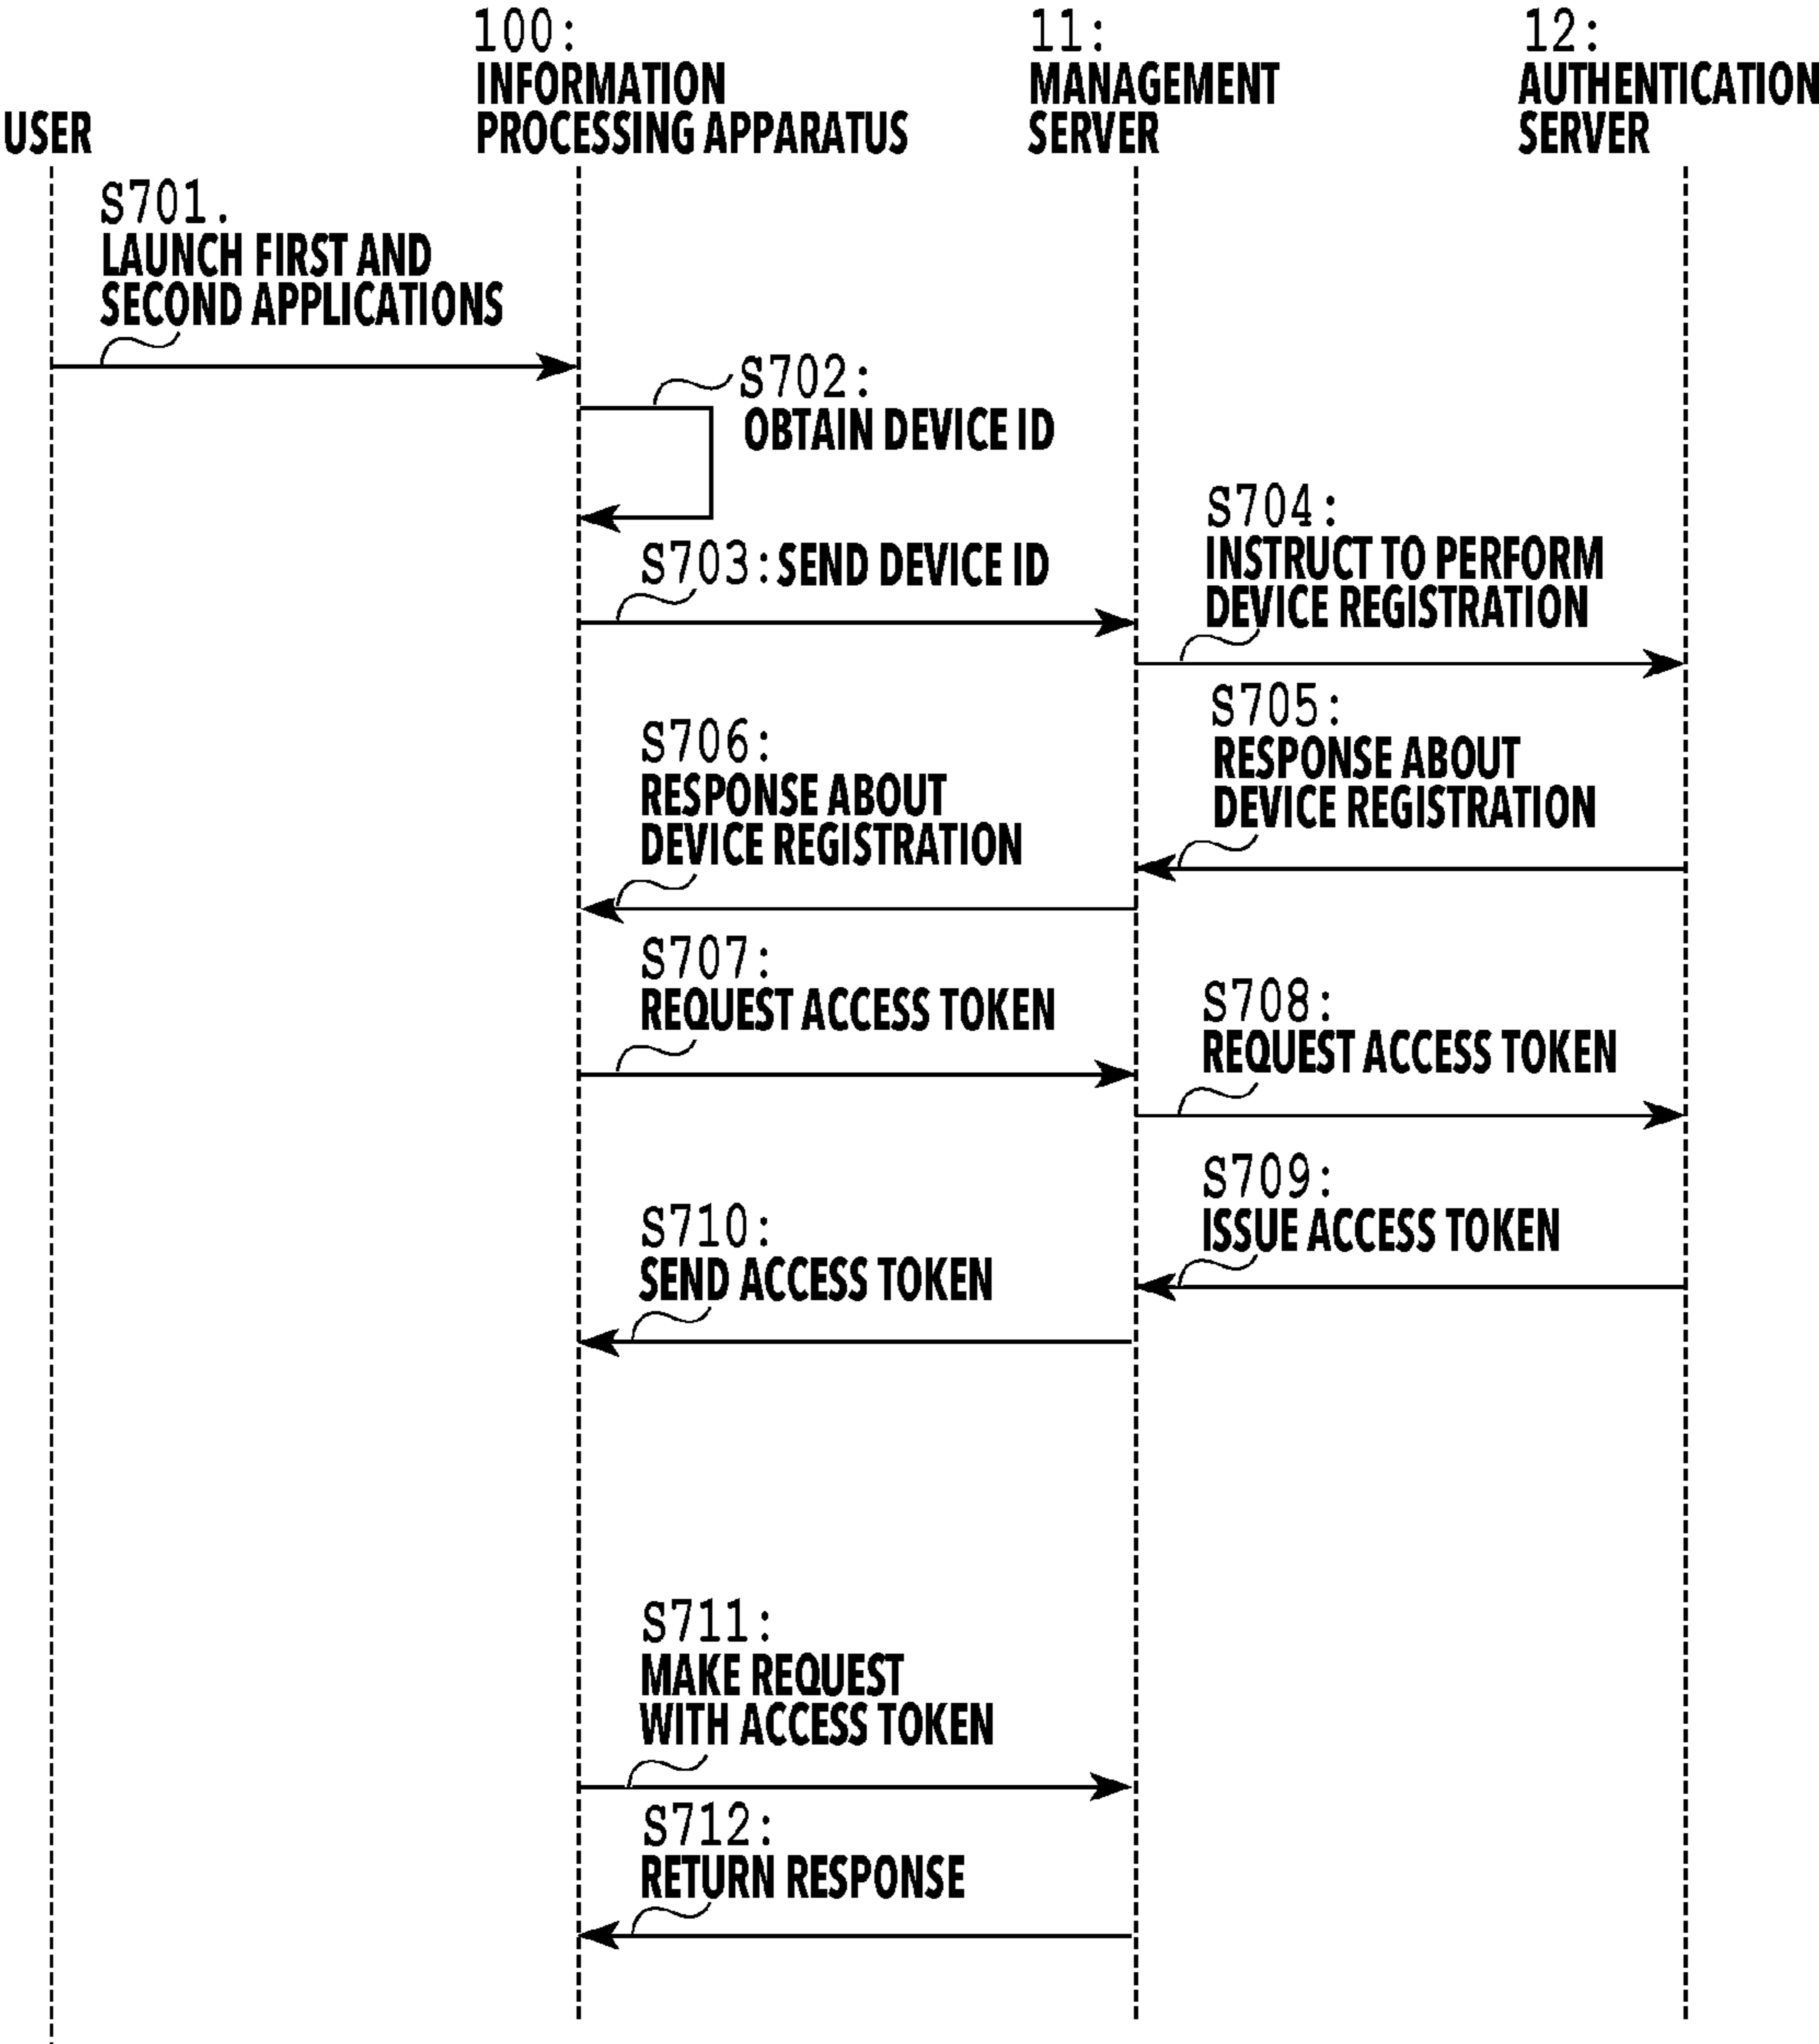 USER
100:
INFORMATION
PROCESSING APPARATUS
11:
MANAGEMENT
SERVER
12:
AUTHENTICATION
SERVER
S701.
LAUNCH FIRST AND
SECOND APPLICATIONS
S702:
OBTAIN DEVICE ID
S703: SEND DEVICE ID
S704:
INSTRUCT TO PERFORM
DEVICE REGISTRATION
S705:
RESPONSE ABOUT
DEVICE REGISTRATION
S706:
RESPONSE ABOUT
DEVICE REGISTRATION
S707:
REQUEST ACCESS TOKEN
S708:
REQUEST ACCESS TOKEN
S709:
ISSUE ACCESS TOKEN
S710:
SEND ACCESS TOKEN
S711:
MAKE REQUEST
WITH ACCESS TOKEN
S712:
RETURN RESPONSE